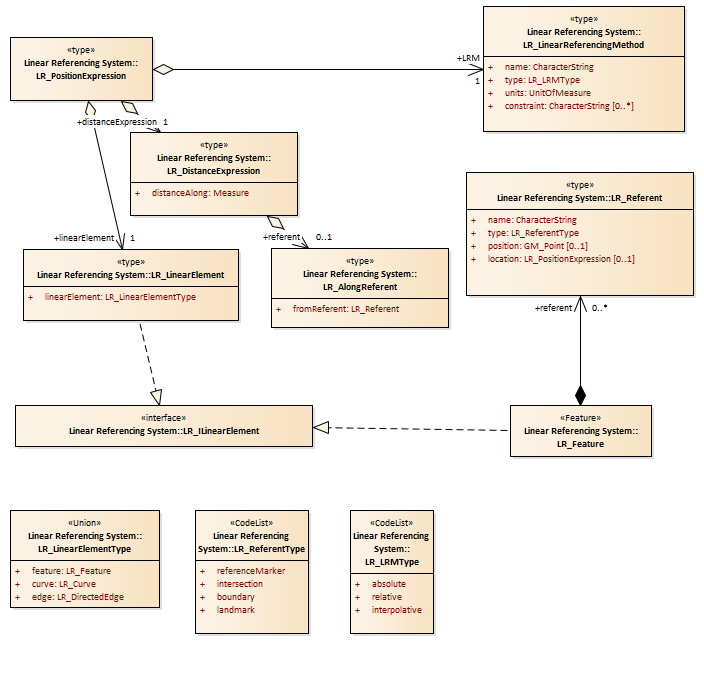 «type»
Linear Referencing System::
LR_PositionExpression
+LRM
1
«type»
Linear Referencing System::
LR_LinearReferencingMethod
+ name: CharacterString
+ type: LR_LRMType
+ units: UnitOfMeasure
+ constraint: CharacterString [0..*]
+distanceExpression 1
«type»
Linear Referencing System::
LR_DistanceExpression
+ distanceAlong: Measure
«type»
Linear Referencing System::LR_Referent
+ name: CharacterString
+ type: LR_ReferentType
+ position: GM_Point [0..1]
+ location: LR_PositionExpression [0..1]
+linearElement 1
+referent 0..1
«type»
Linear Referencing System::LR_LinearElement
+ linearElement: LR_LinearElementType
«type»
Linear Referencing System::
LR_AlongReferent
+ fromReferent: LR_Referent
+referent 0..*
«interface»
Linear Referencing System::LR_ILinearElement
«Feature»
Linear Referencing System::
LR_Feature
«Union»
Linear Referencing System::
LR_LinearElementType
+ feature: LR_Feature
+ curve: LR_Curve
+ edge: LR_DirectedEdge
«CodeList»
Linear Referencing
System::LR_ReferentType
+ referenceMarker
+ intersection
+ boundary
+ landmark
«CodeList»
Linear Referencing
System::
LR_LRMType
+ absolute
+ relative
+ interpolative